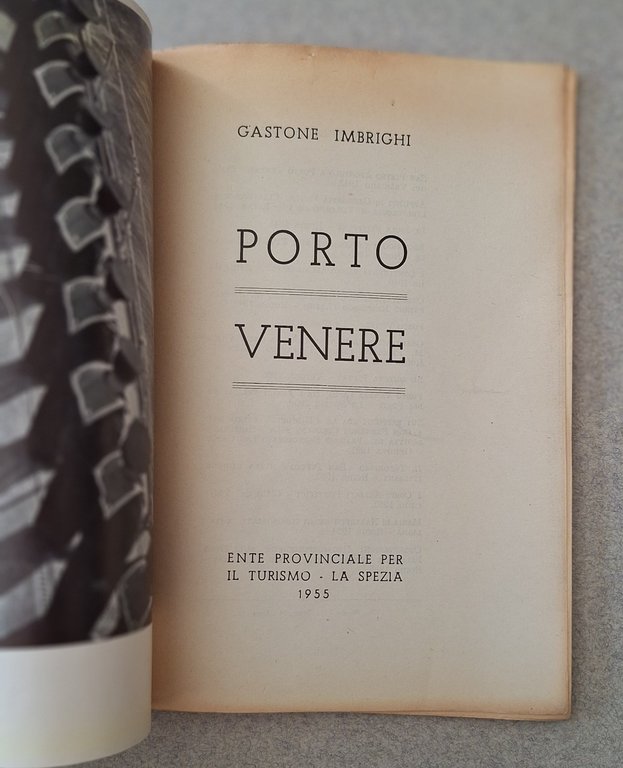 GASTONE IMBRIGHI
PORTO
VENERE
ENTE PROVINCIALE PER
IL TURISMO - LA SPEZIA
1955